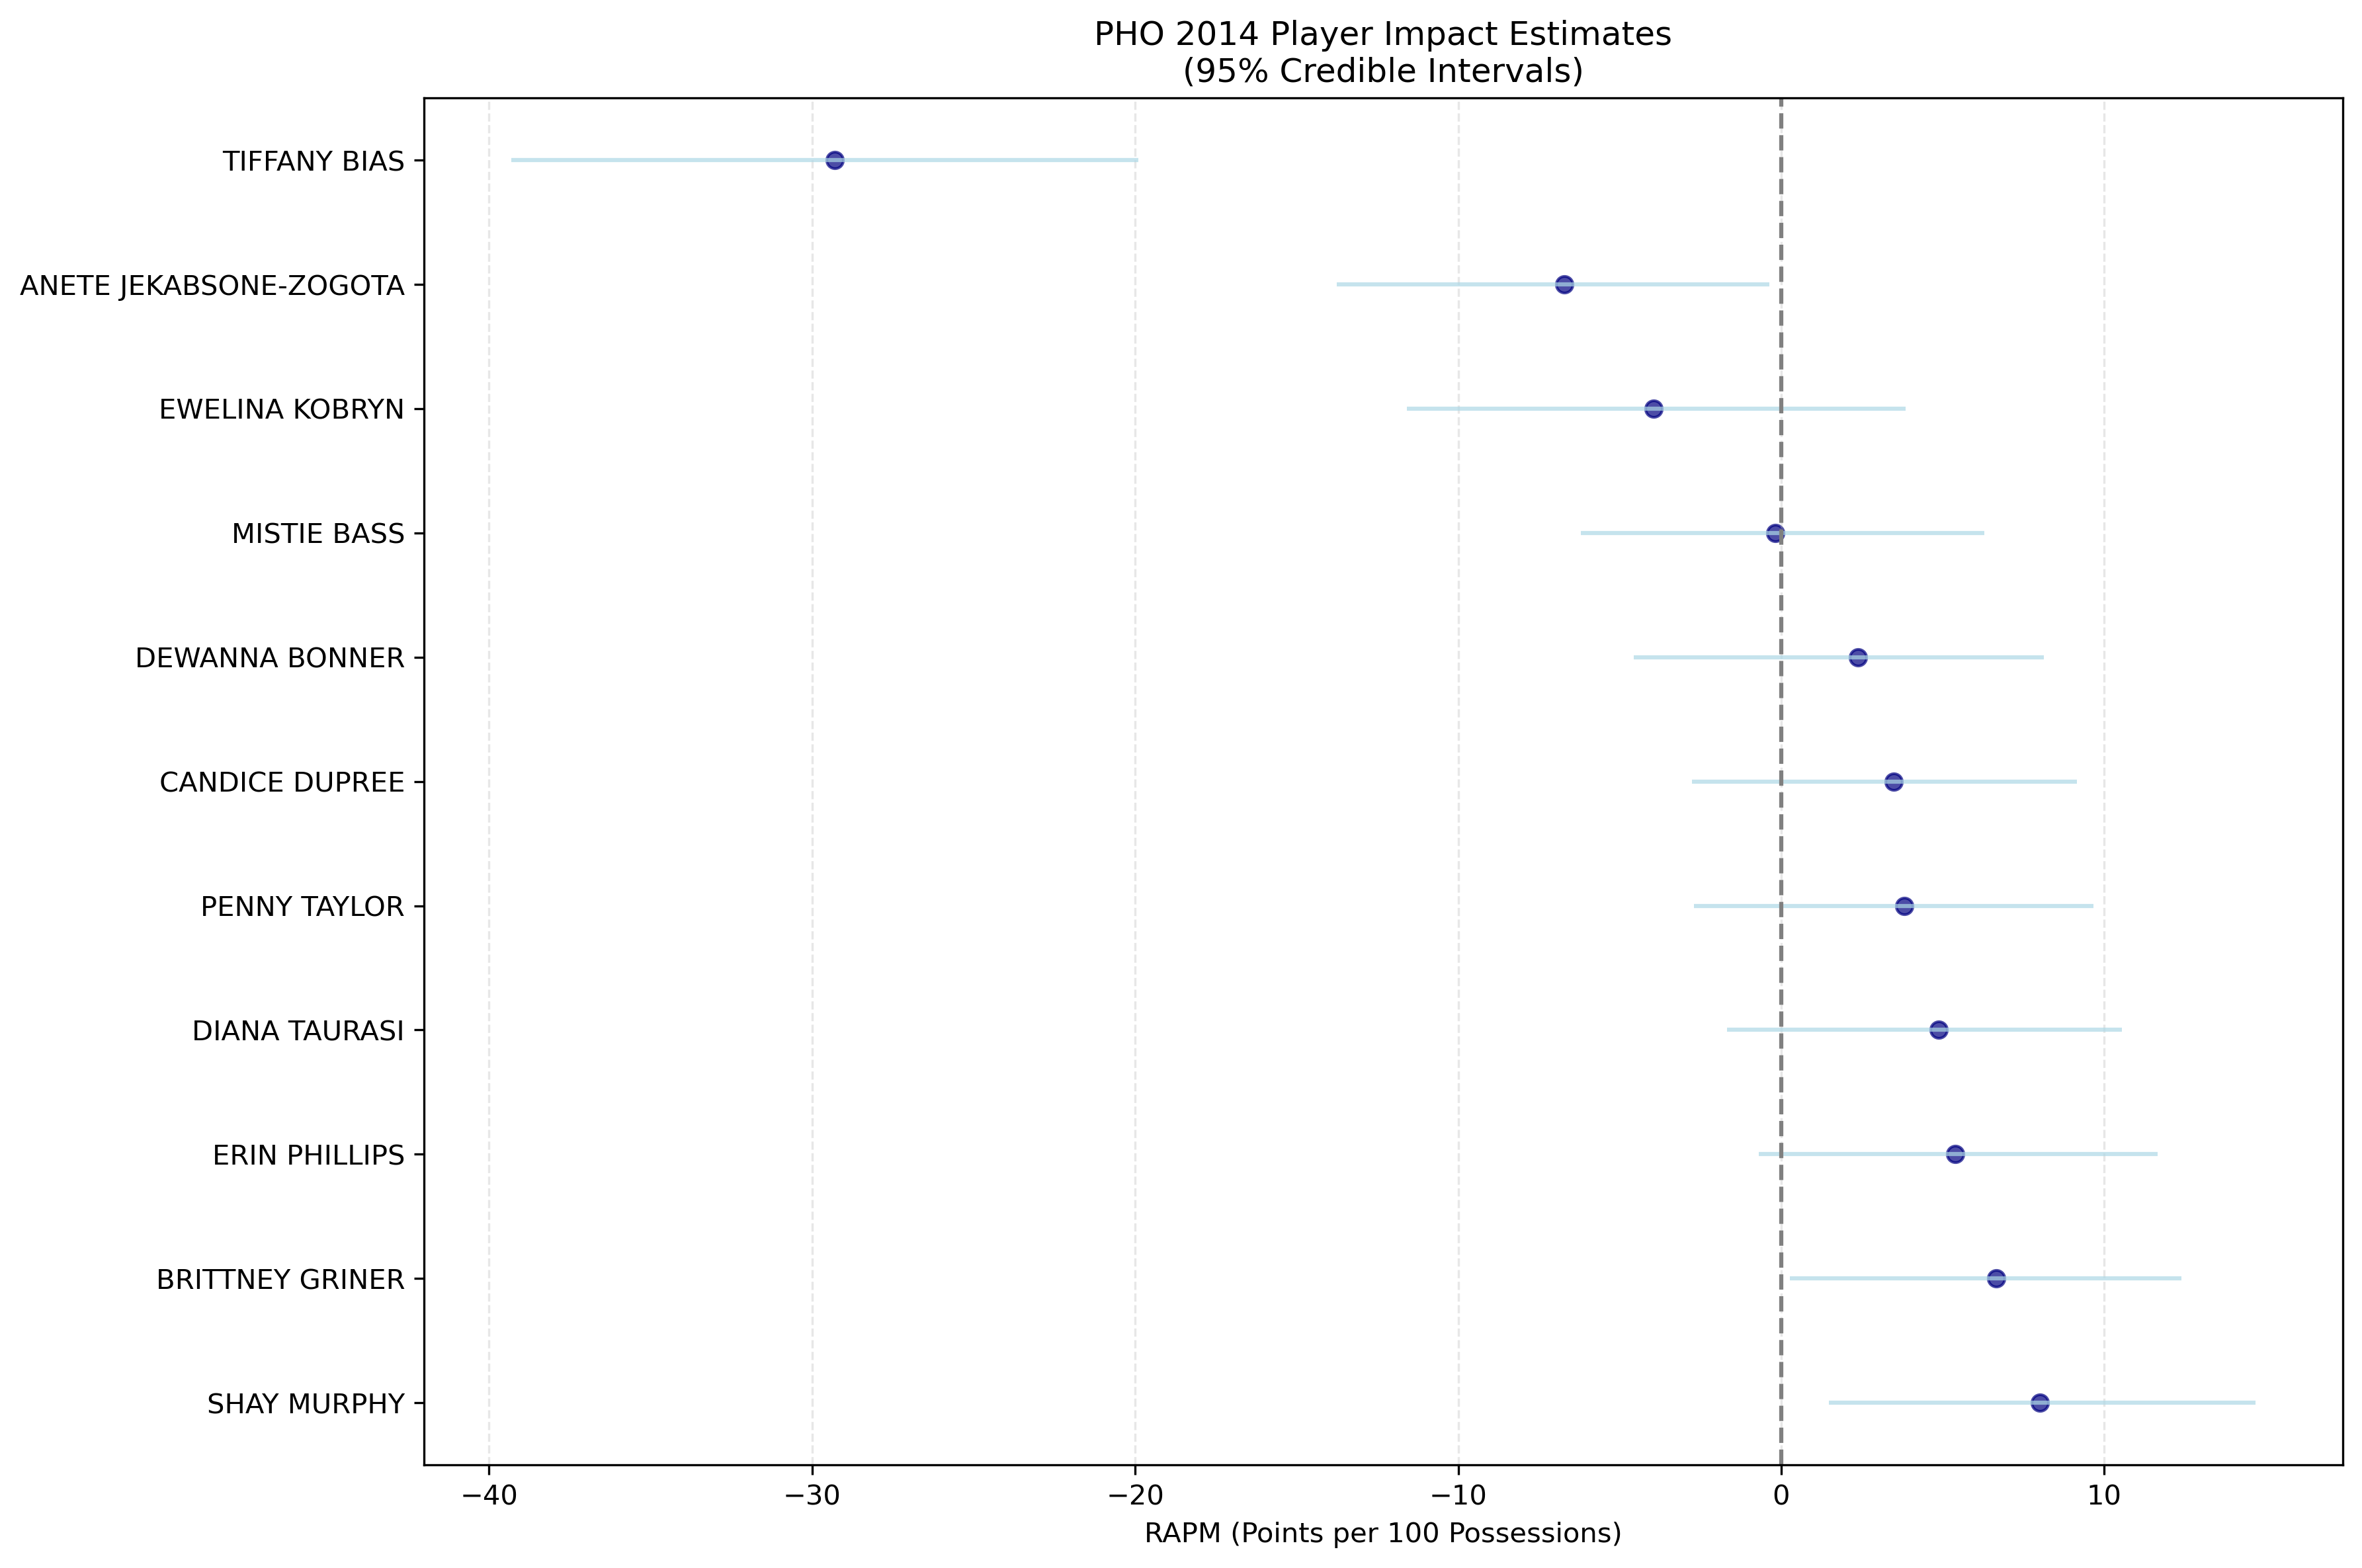 PHO 2014 Player Impact Estimates
(95% Credible Intervals)
TIFFANY BIAS
ANETE JEKABSONE-ZOGOTA
EWELINA KOBRYN
MISTIE BASS
DEWANNA BONNER
CANDICE DUPREE
PENNY TAYLOR
DIANA TAURASI
ERIN PHILLIPS
BRITTNEY GRINER
SHAY MURPHY
−40 −30 −20 −10 0 10
RAPM (Points per 100 Possessions)